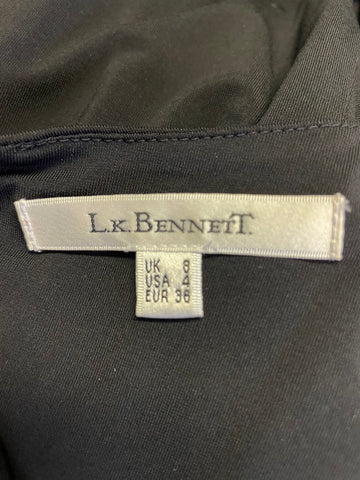 L.K.BENNETT.
UK 8
USA 4
EUR 36